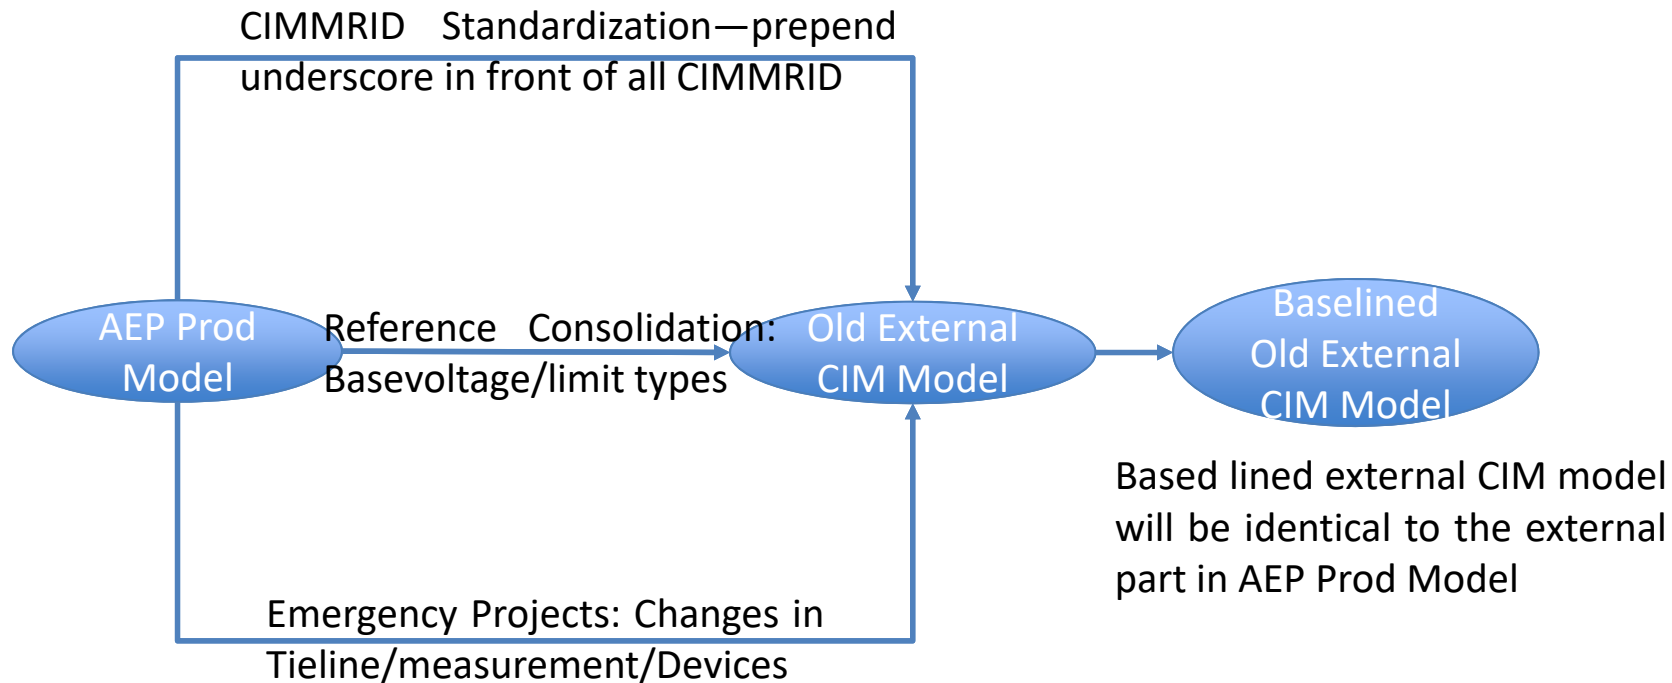 CIMMRID Standardization—prepend
underscore in front of all CIMMRID
AEP Prod
Model
Reference Consolidation:
Basevoltage/limit types
Old External
CIM Model
Baselined
Old External
CIM Model
Based lined external CIM model
will be identical to the external
part in AEP Prod Model
Emergency Projects: Changes in
Tieline/measurement/Devices